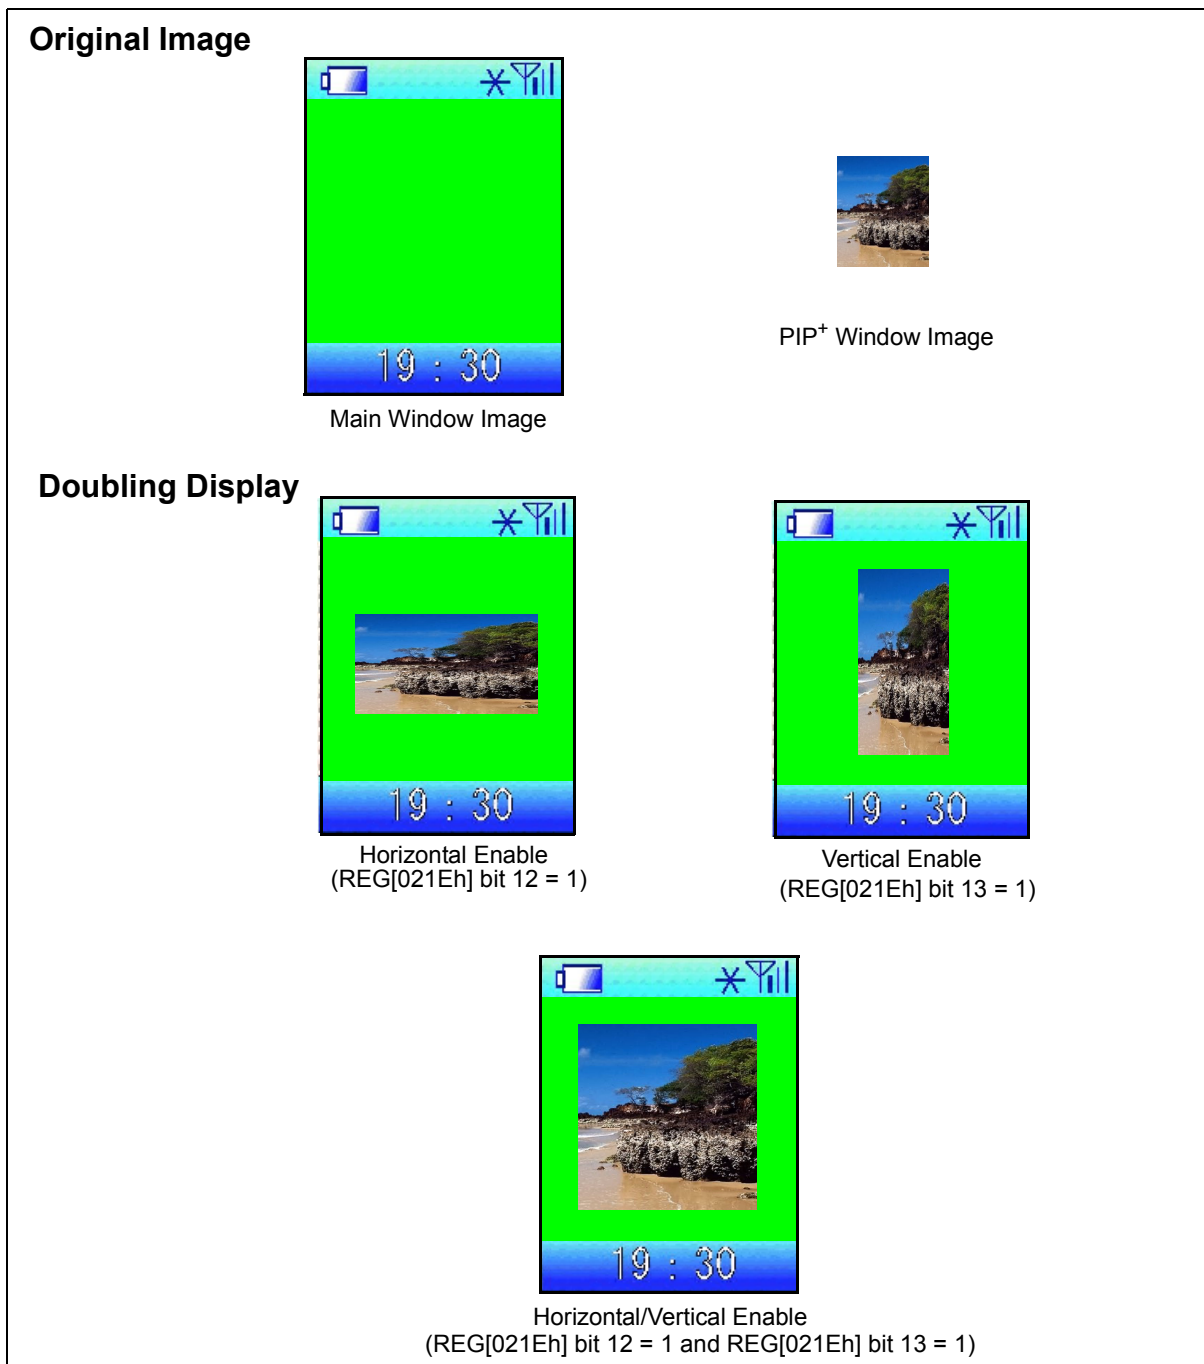 Original Image
19 : 30
Main Window Image
PIP+ Window Image
Doubling Display
19 : 30
Horizontal Enable
(REG[021Eh] bit 12 = 1)
19 : 30
Vertical Enable
(REG[021Eh] bit 13 = 1)
19 : 30
Horizontal/Vertical Enable
(REG[021Eh] bit 12 = 1 and REG[021Eh] bit 13 = 1)